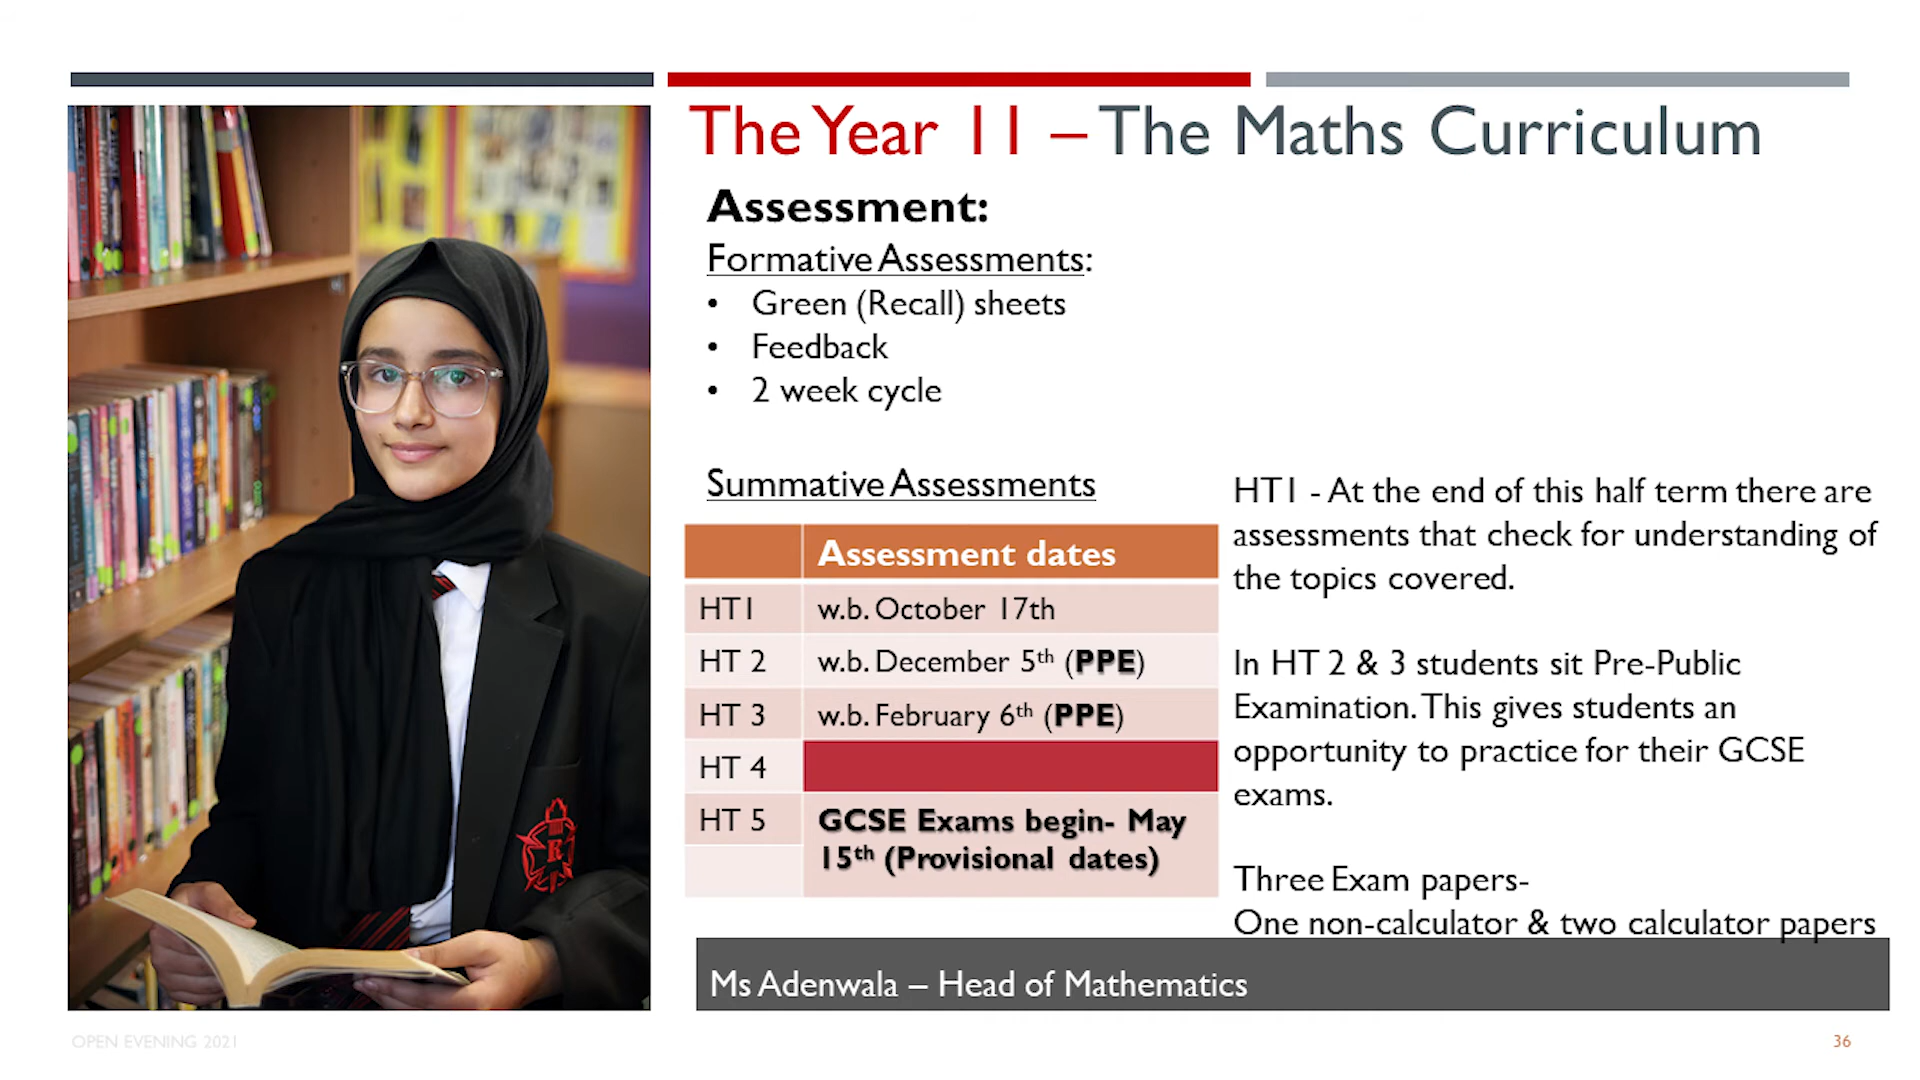 The Year 11 – The Maths Curriculum
Assessment:
Formative Assessments:
• Green (Recall) sheets
• Feedback
• 2 week cycle
Summative Assessments
Assessment dates
HT1 w.b. October 17th
HT 2 w.b. December 5th (PPE)
HT 3 w.b. February 6th (PPE)
HT 4
HT 5 GCSE Exams begin- May
15th (Provisional dates)
HT1 - At the end of this half term there are
assessments that check for understanding of
the topics covered.
In HT 2 & 3 students sit Pre-Public
Examination. This gives students an
opportunity to practice for their GCSE
exams.
Three Exam papers-
One non-calculator & two calculator papers
R
Ms Adenwala – Head of Mathematics
OPEN EVENING 2021
36